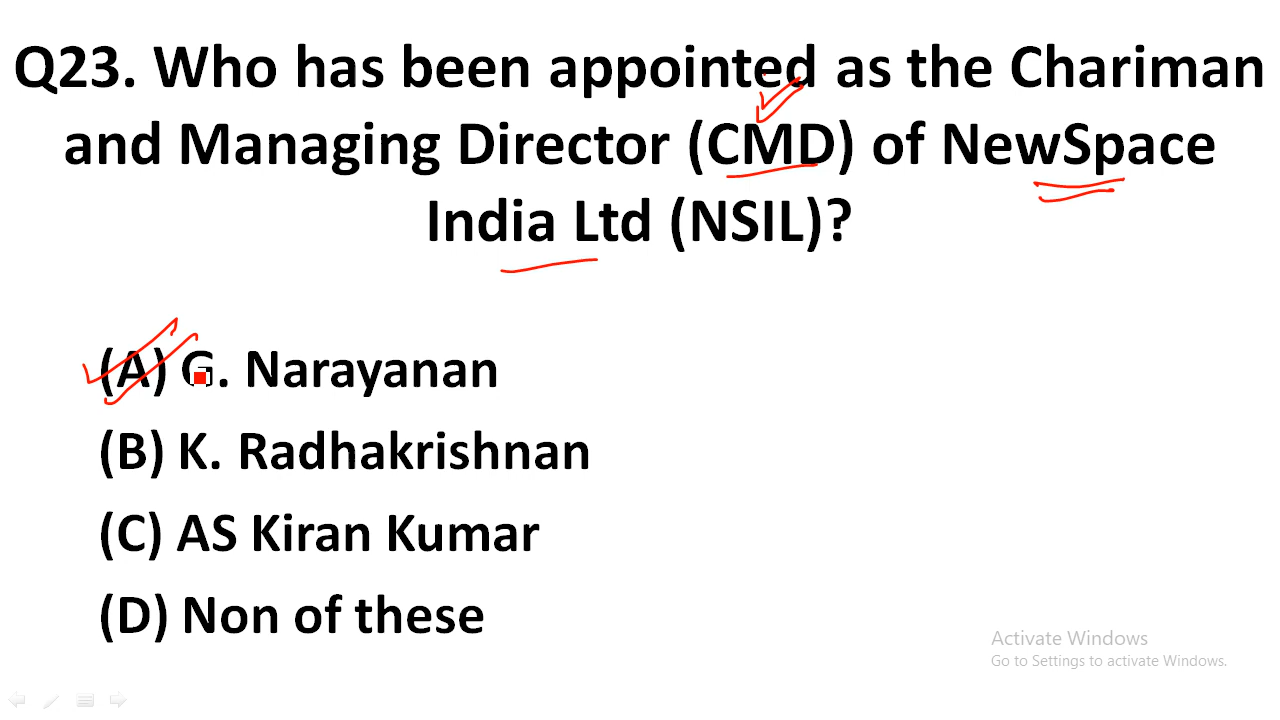 Q23. Who has been appointed as the Chariman
and Managing Director (CMD) of NewSpace
India Ltd (NSIL)?
(A) G. Narayanan
(B) K. Radhakrishnan
(C) AS Kiran Kumar
(D) Non of these
Activate Windows
Go to Settings to activate Windows.